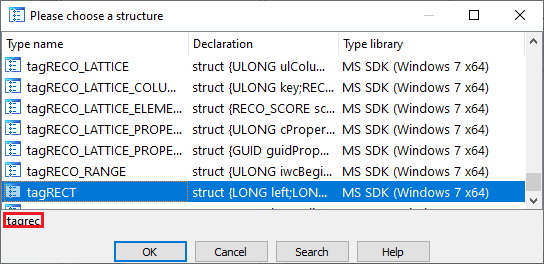 Please choose a structure
Type name Declaration Type library
tagRECO_LATTICE struct {ULONG ulColu... MS SDK (Windows 7 x64)
tagRECO_LATTICE_COLU... struct {ULONG key;REC... MS SDK (Windows 7 x64)
tagRECO_LATTICE_ELEME... struct {RECO_SCORE sc... MS SDK (Windows 7 x64)
tagRECO_LATTICE_PROPE... struct {ULONG cProper... MS SDK (Windows 7 x64)
tagRECO_LATTICE_PROPE... struct {GUID guidProp... MS SDK (Windows 7 x64)
tagRECO_RANGE struct {ULONG iwcBegi... MS SDK (Windows 7 x64)
tagRECT struct {LONG left;LON... MS SDK (Windows 7 x64)
tagrec
OK Cancel Search Help